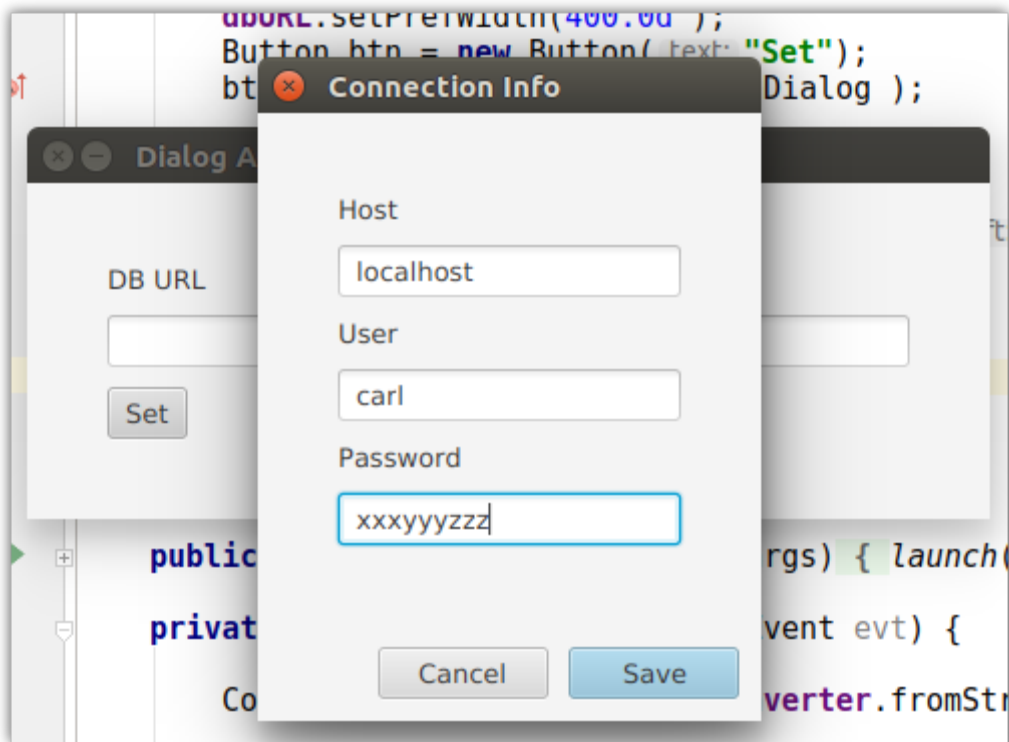 dbURL.setPrefWidth(400.0d );
Button btn = new Button( text: "Set");
bt
Dialog );
Connection Info
Dialog A
Host
localhost
DB URL
User
carl
Set
Password
xxxyyyzzz
public
rgs) { launch(
privat
vent evt) {
Cancel
Save
Co
verter.fromStr